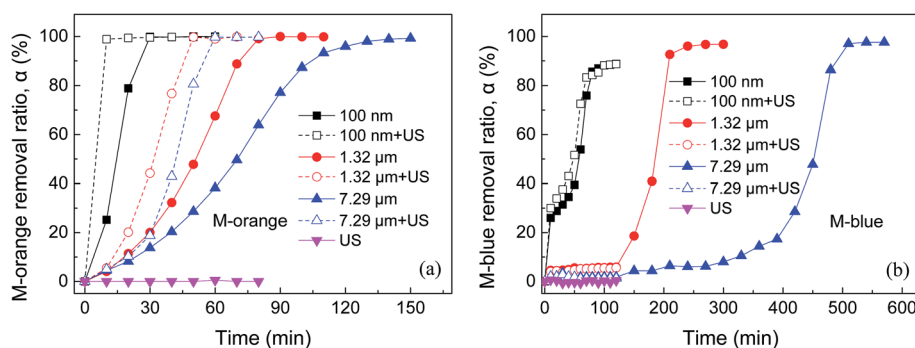 M-orange removal ratio, α (%)
100
80
60
40
20
0
100 nm
100 nm+US
1.32 µm
1.32 µm+US
7.29 µm
7.29 µm+US
US
M-orange
(a)
0 30 60 90 120 150
Time (min)
M-blue removal ratio, α (%)
100
80
60
40
20
0
100 nm
100 nm+US
1.32 µm
1.32 µm+US
7.29 µm
7.29 µm+US
US
M-blue
(b)
0 100 200 300 400 500 600
Time (min)